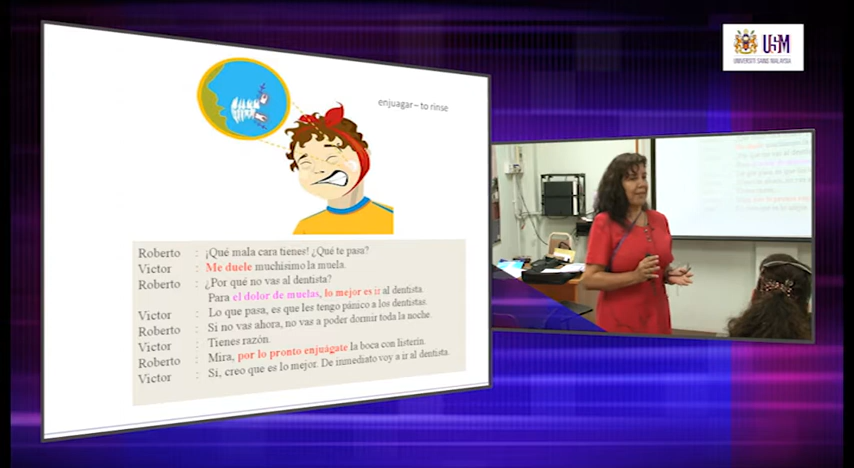 USM
UNIVERSITI SAINS MALAYSIA
enjuagar – to rinse
Roberto : ¡Qué mala cara tienes! ¿Qué te pasa?
Victor : Me duele muchísimo la muela.
Roberto : ¿Por qué no vas al dentista?
Para el dolor de muelas, lo mejor es ir al dentista.
Victor : Lo que pasa, es que les tengo pánico a los dentistas.
Roberto : Si no vas ahora, no vas a poder dormir toda la noche.
Victor : Tienes razón.
Roberto : Mira, por lo pronto enjuágate la boca con listerín.
Victor : Sí, creo que es lo mejor. De inmediato voy a ir al dentista.